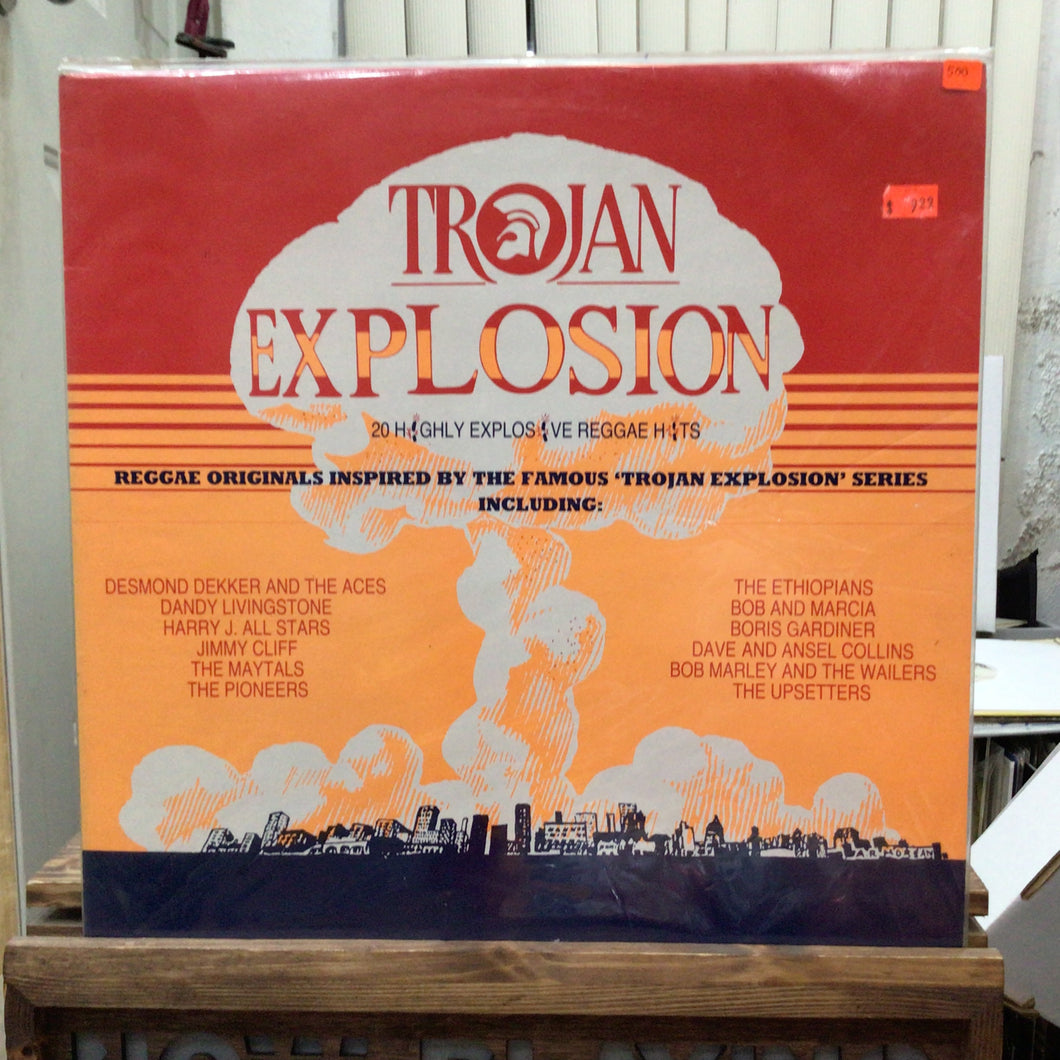 500
TROJAN
$ 9.99
EXPLOSION
20 HIGHLY EXPLOSIVE REGGAE HITS
REGGAE ORIGINALS INSPIRED BY THE FAMOUS ‘TROJAN EXPLOSION’ SERIES
INCLUDING:
DESMOND DEKKER AND THE ACES
DANDY LIVINGSTONE
HARRY J. ALL STARS
JIMMY CLIFF
THE MAYTALS
THE PIONEERS
THE ETHIOPIANS
BOB AND MARCIA
BORIS GARDINER
DAVE AND ANSEL COLLINS
BOB MARLEY AND THE WAILERS
THE UPSETTERS
NOW PLAYING